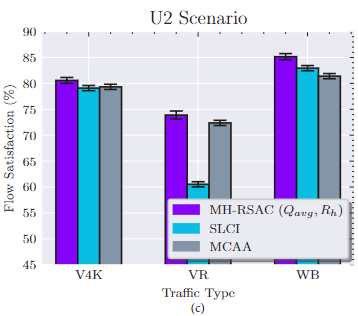 U2 Scenario
90
85
80
75
70
65
60
55
50
45
Flow Satisfaction (%)
MH-RSAC (Q_avg, R_h)
SLCI
MCAA
V4K VR WB
Traffic Type
(c)